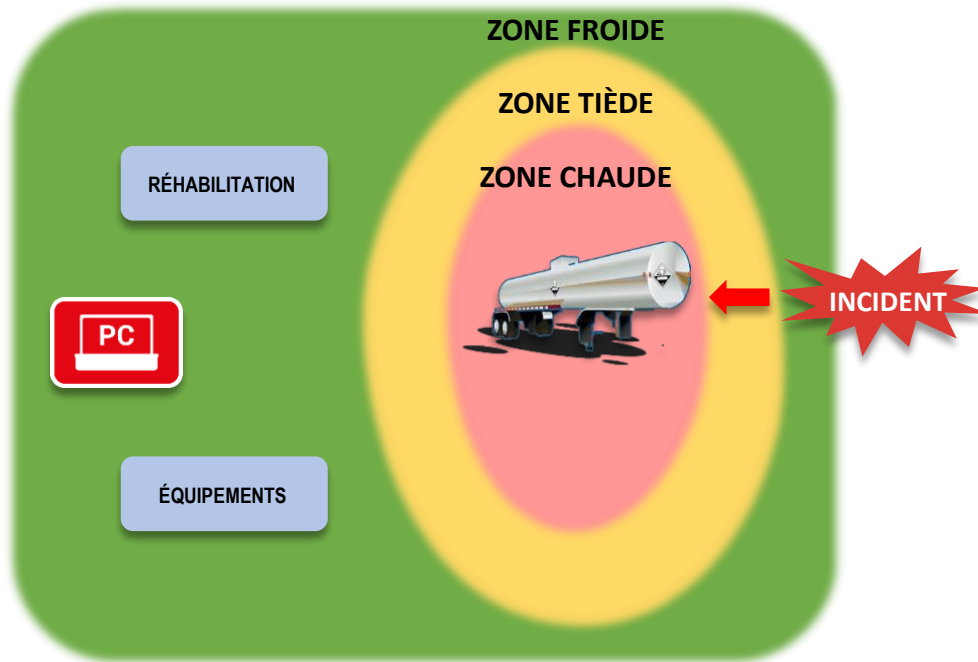 ZONE FROIDE
ZONE TIÈDE
ZONE CHAUDE
RÉHABILITATION
PC
INCIDENT
ÉQUIPEMENTS